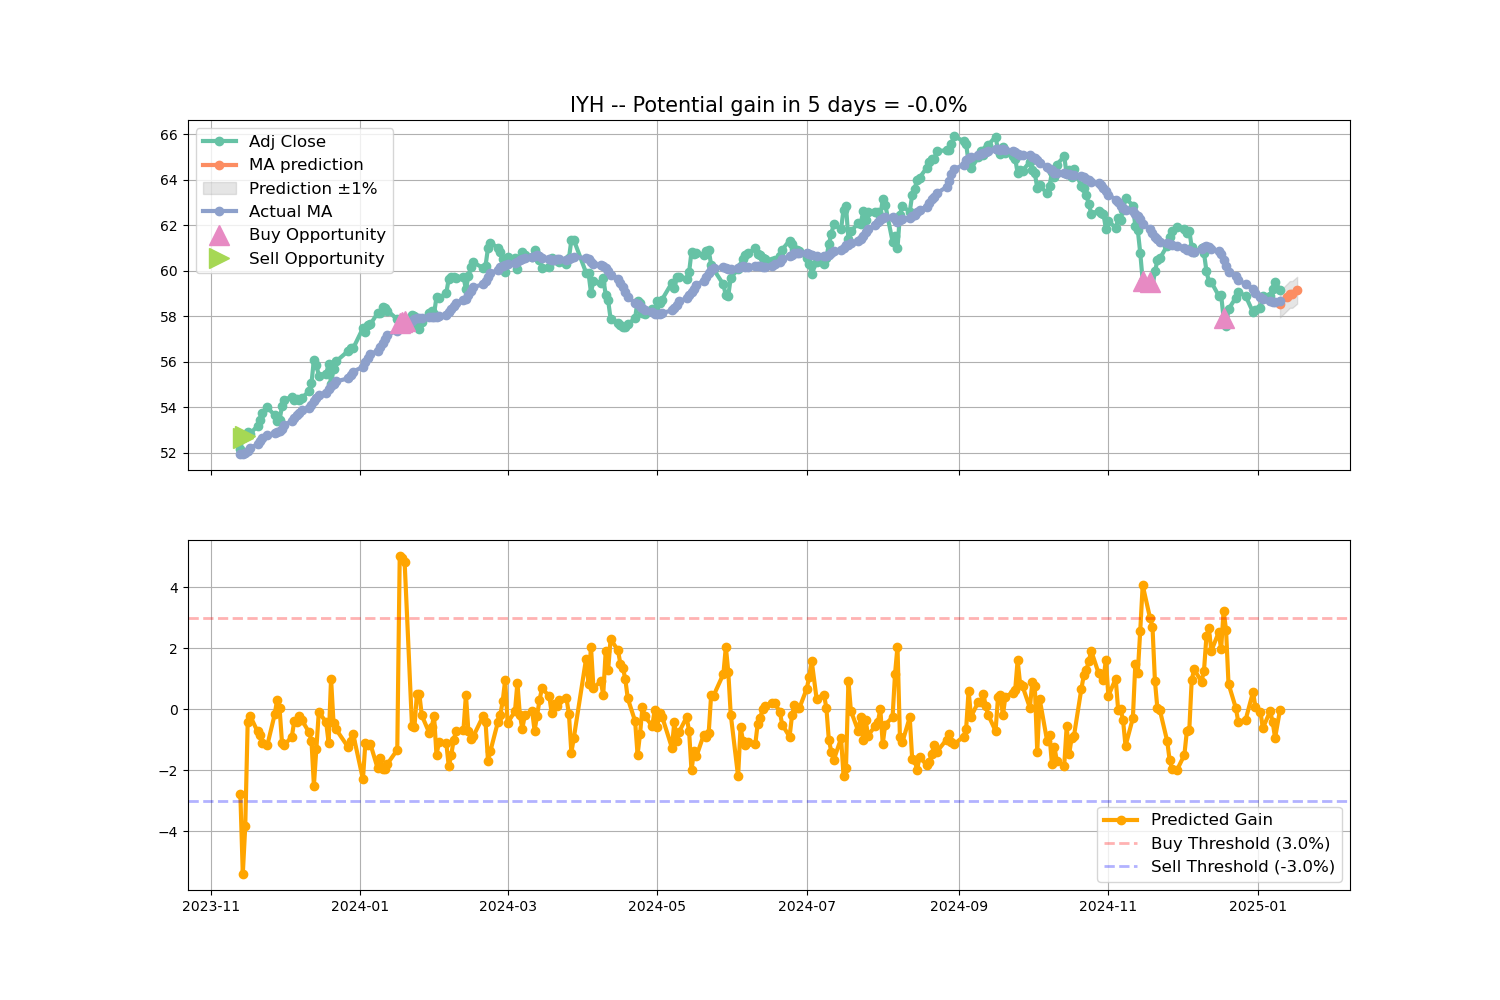 IYH -- Potential gain in 5 days = -0.0%
66
64
62
60
58
56
54
52
Adj Close
MA prediction
Prediction ±1%
Actual MA
Buy Opportunity
Sell Opportunity
4
2
0
−2
−4
Predicted Gain
Buy Threshold (3.0%)
Sell Threshold (-3.0%)
2023-11
2024-01
2024-03
2024-05
2024-07
2024-09
2024-11
2025-01